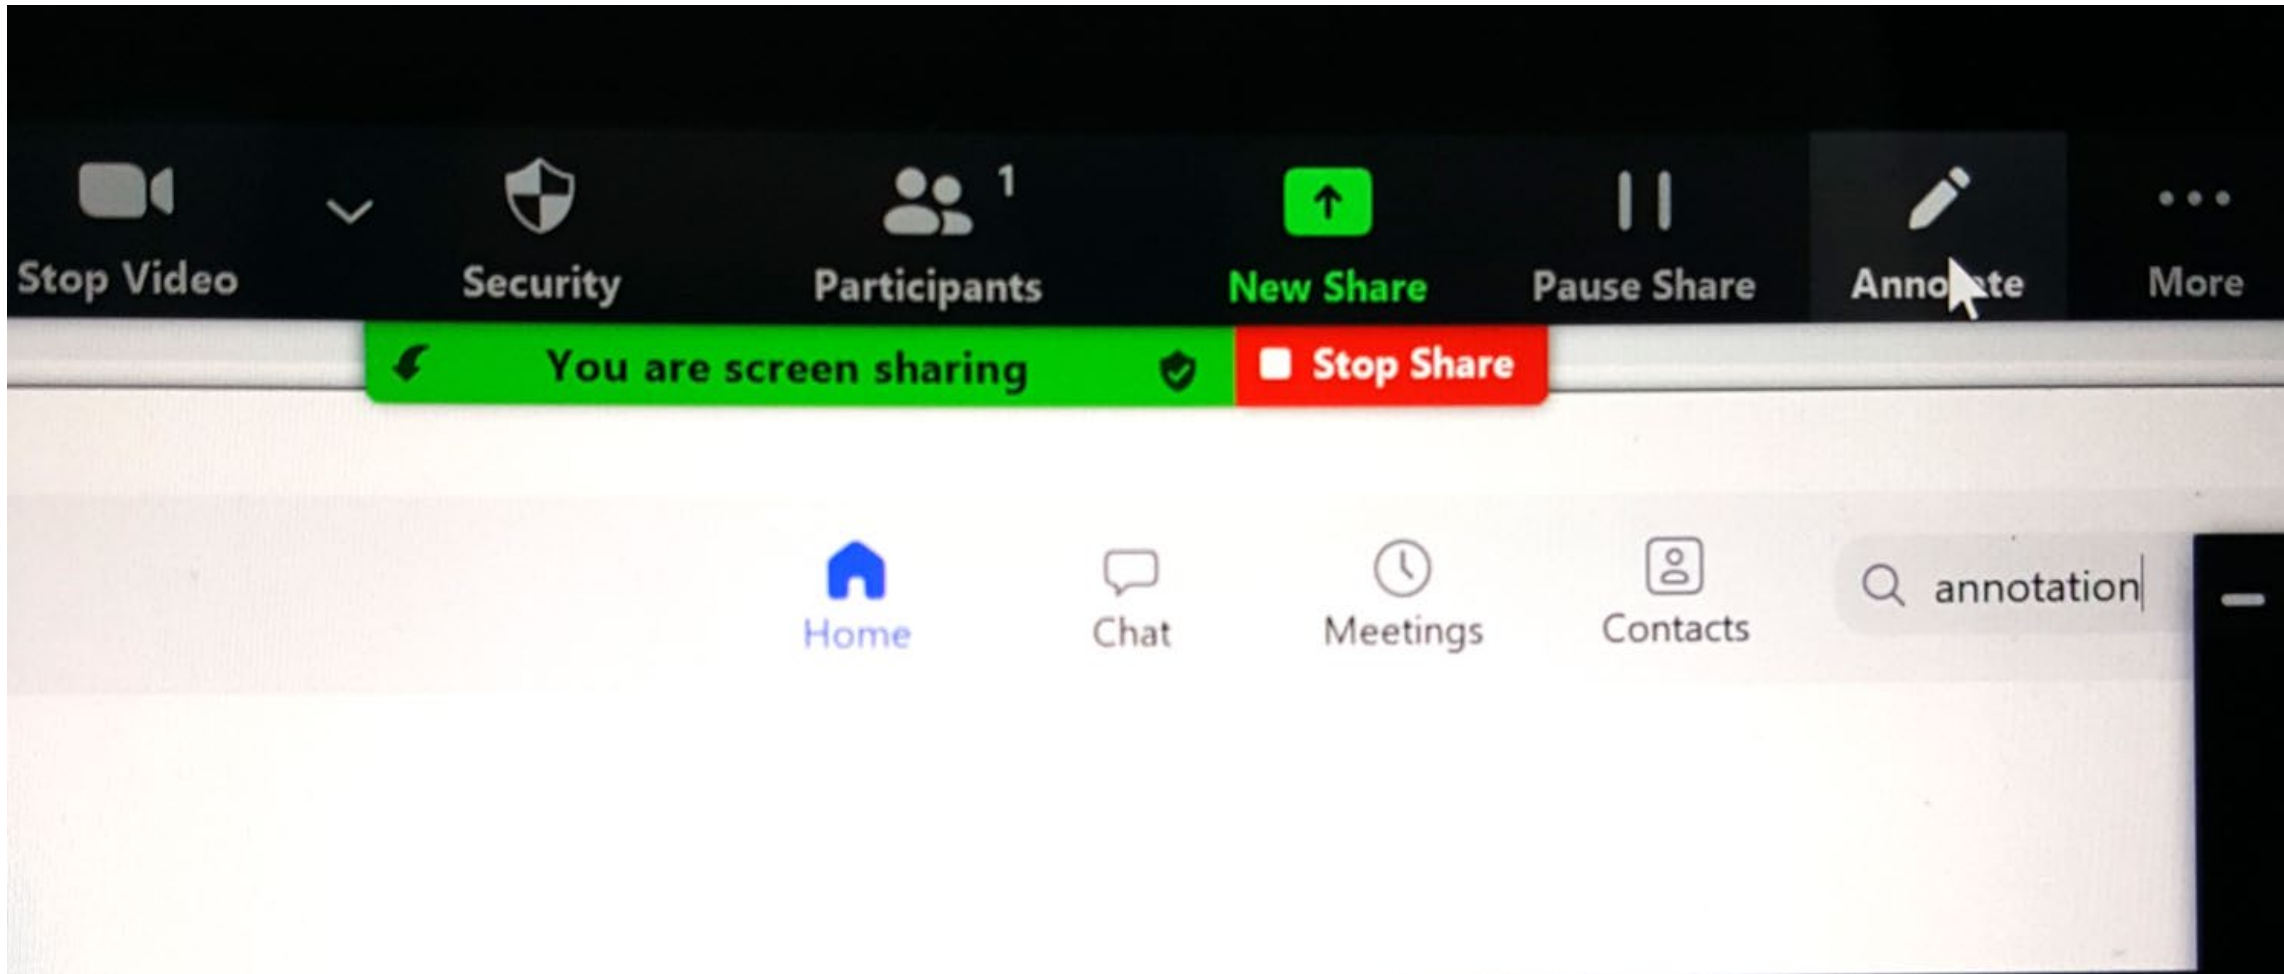 1
Stop Video Security Participants New Share Pause Share Annotate More
You are screen sharing Stop Share
annotation
Home Chat Meetings Contacts